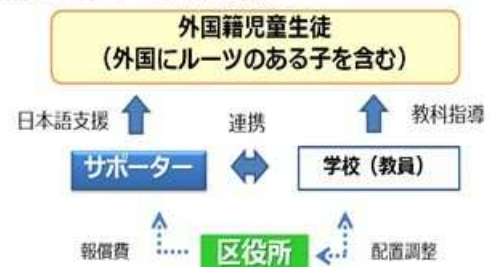 外国籍児童生徒
(外国にルーツのある子を含む)
日本語支援
連携
教科指導
サポーター
学校(教員)
報償費
区役所
配置調整